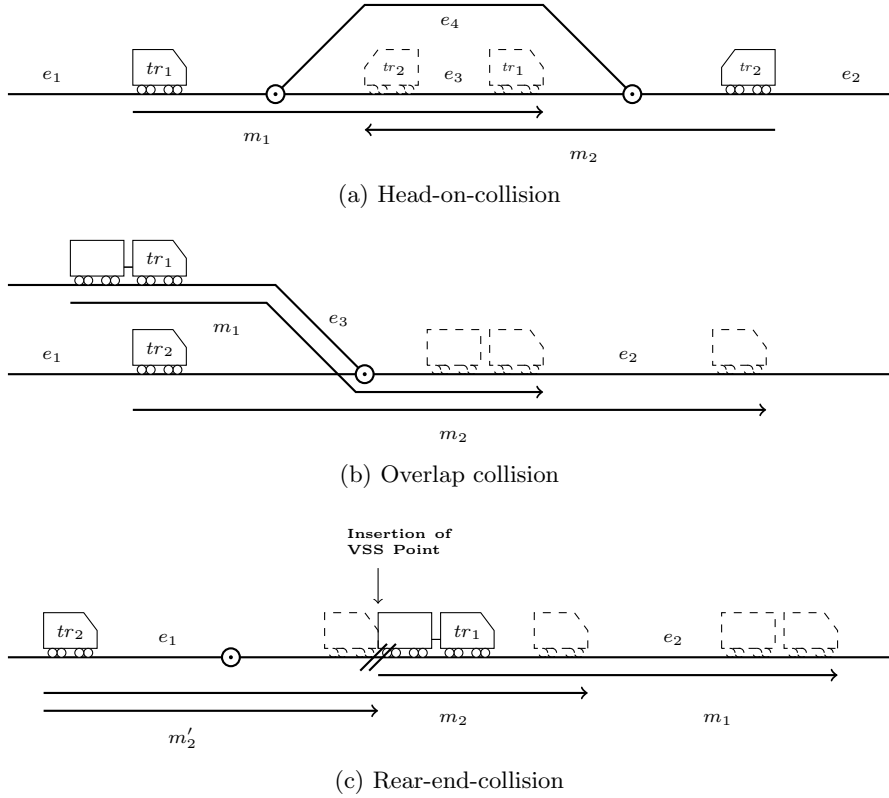 e₄
e₁ tr₁ tr₂ e₃ tr₁ tr₂ e₂
m₁ m₂
(a) Head-on-collision
tr₁
m₁ e₃
e₁ tr₂ e₂
m₂
(b) Overlap collision
Insertion of
VSS Point
tr₂ e₁ tr₁ e₂
m₂ m₁
m′₂
(c) Rear-end-collision